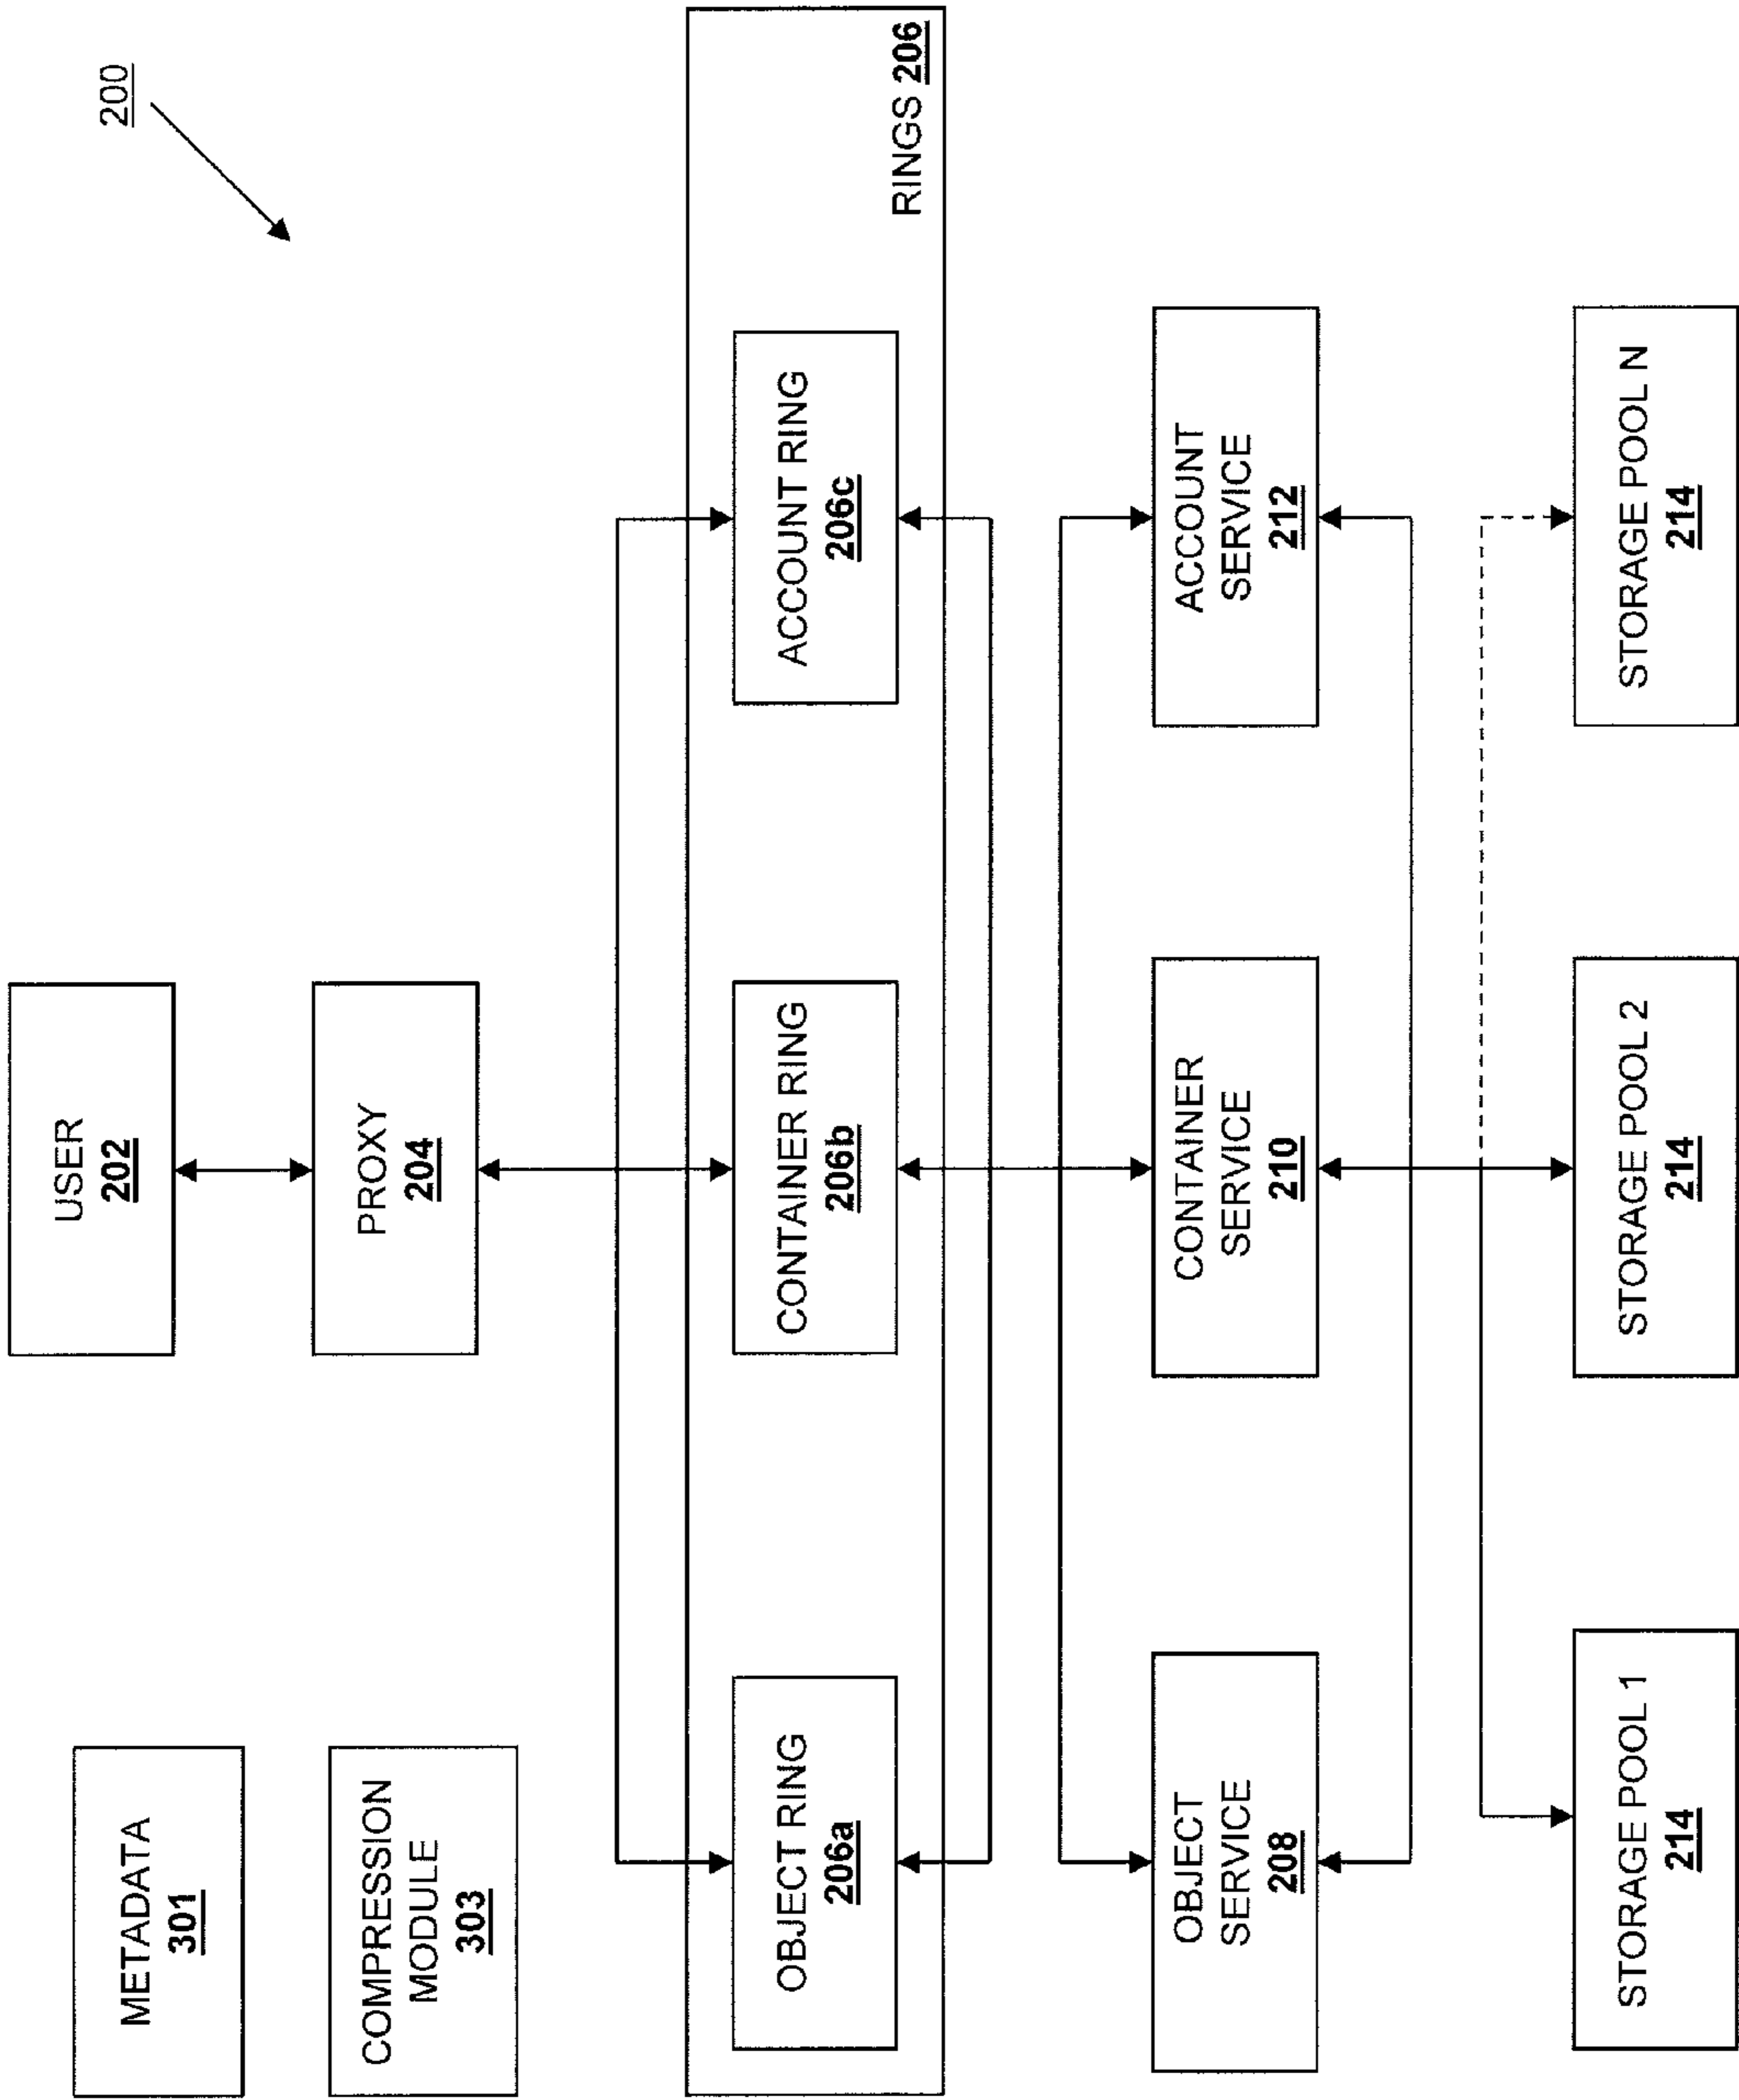 200
METADATA
301
USER
202
COMPRESSION
MODULE
303
PROXY
204
OBJECT RING
206a
CONTAINER RING
206b
ACCOUNT RING
206c
RINGS 206
OBJECT
SERVICE
208
CONTAINER
SERVICE
210
ACCOUNT
SERVICE
212
STORAGE POOL 1
214
STORAGE POOL 2
214
STORAGE POOL N
214